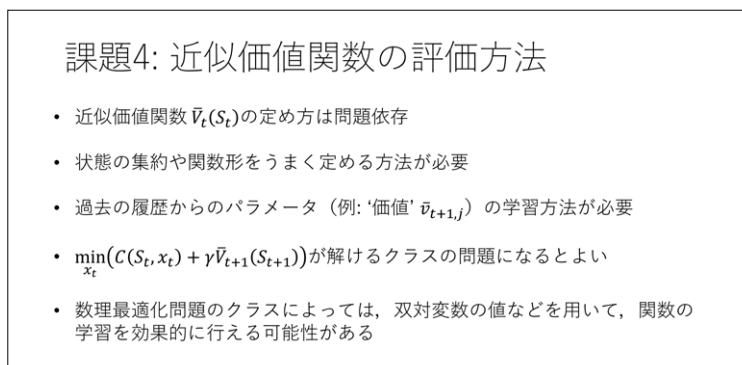 課題4: 近似価値関数の評価方法
• 近似価値関数 V̄ₜ(Sₜ)の定め方は問題依存
• 状態の集約や関数形をうまく定める方法が必要
• 過去の履歴からのパラメータ（例: ‘価値’ v̄ₜ₊₁,ⱼ）の学習方法が必要
• min_{xₜ}(C(Sₜ, xₜ) + γV̄ₜ₊₁(Sₜ₊₁))が解けるクラスの問題になるとよい
• 数理最適化問題のクラスによっては，双対変数の値などを用いて，関数の
学習を効果的に行える可能性がある